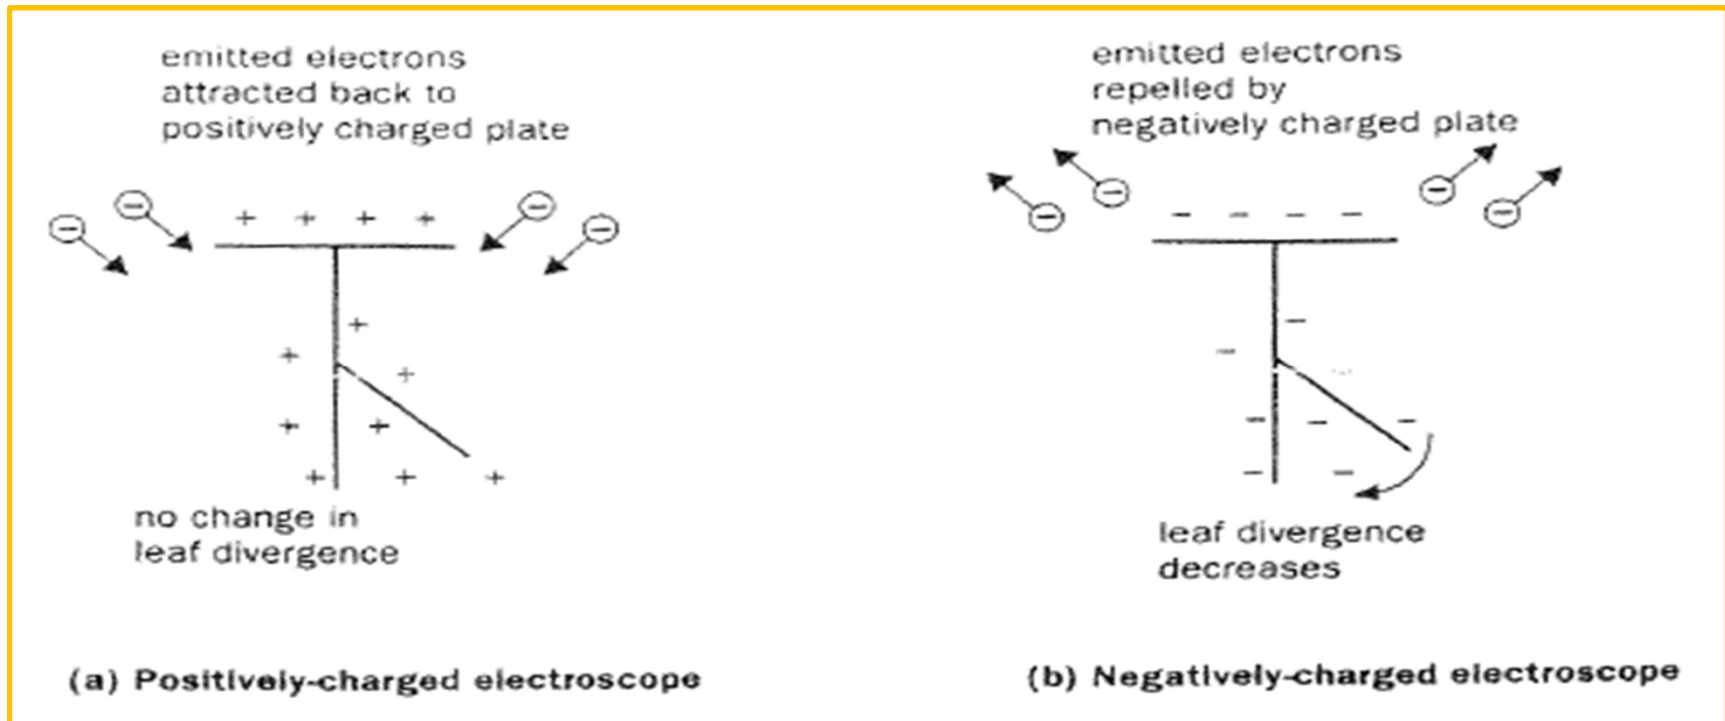 emitted electrons
attracted back to
positively charged plate
no change in
leaf divergence
(a) Positively-charged electroscope
emitted electrons
repelled by
negatively charged plate
leaf divergence
decreases
(b) Negatively-charged electroscope